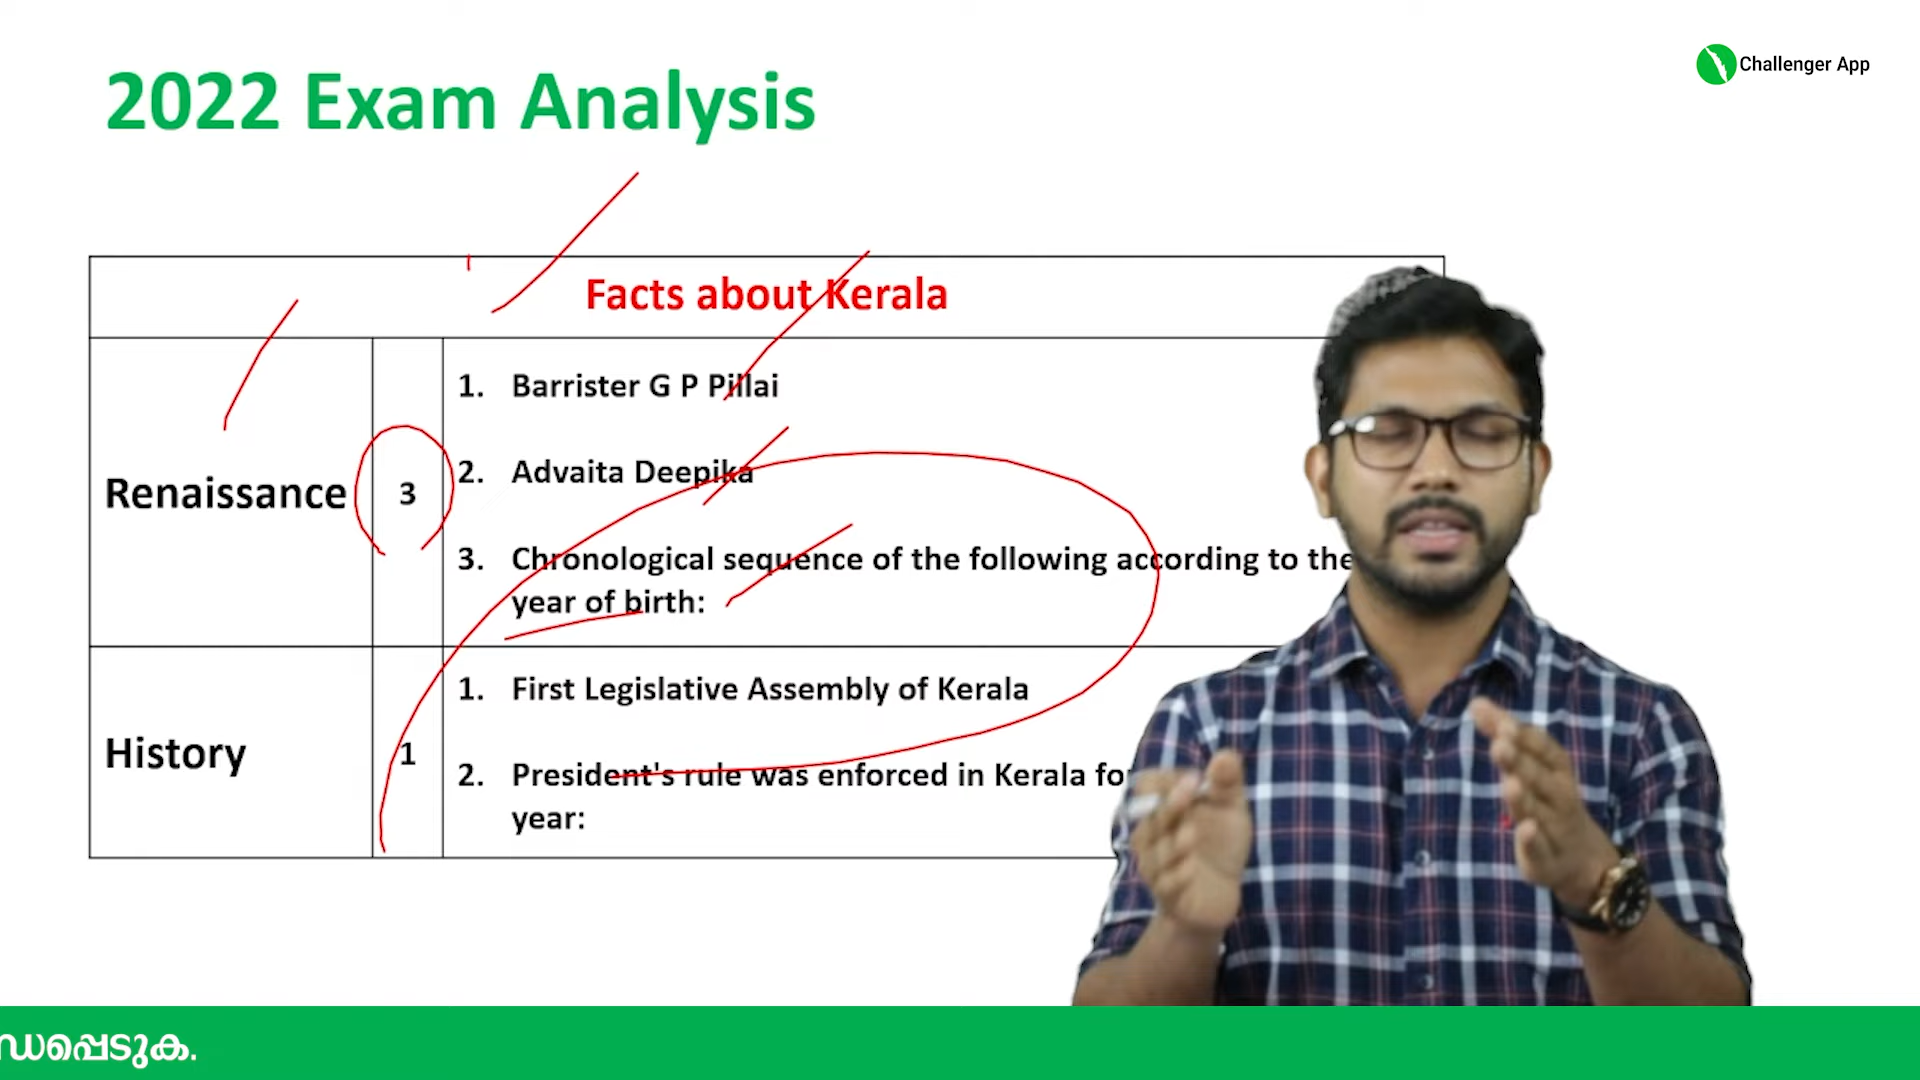 Challenger App
2022 Exam Analysis
Facts about Kerala
Renaissance
3
1. Barrister G P Pillai
2. Advaita Deepika
3. Chronological sequence of the following according to the
year of birth:
History
1
1. First Legislative Assembly of Kerala
2. President's rule was enforced in Kerala for
year:
ധപ്പെടുക.